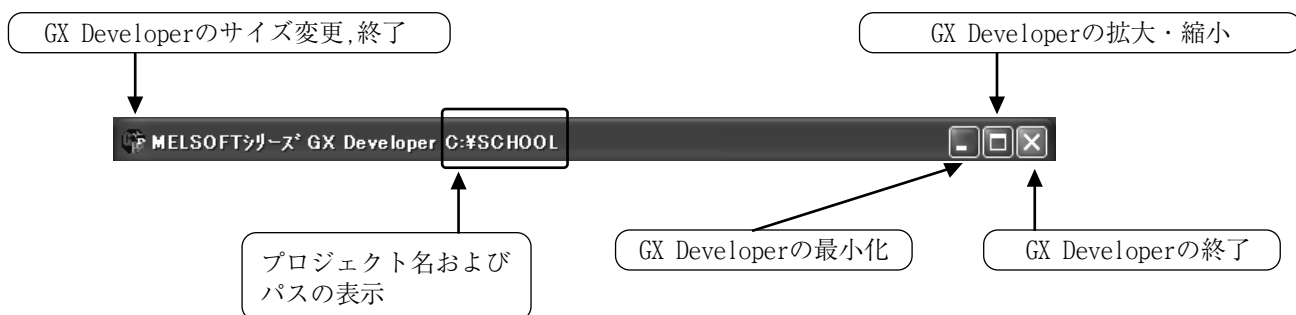 GX Developerのサイズ変更,終了
GX Developerの拡大・縮小
MELSOFTシリーズ GX Developer C:¥SCHOOL
プロジェクト名および
パスの表示
GX Developerの最小化
GX Developerの終了